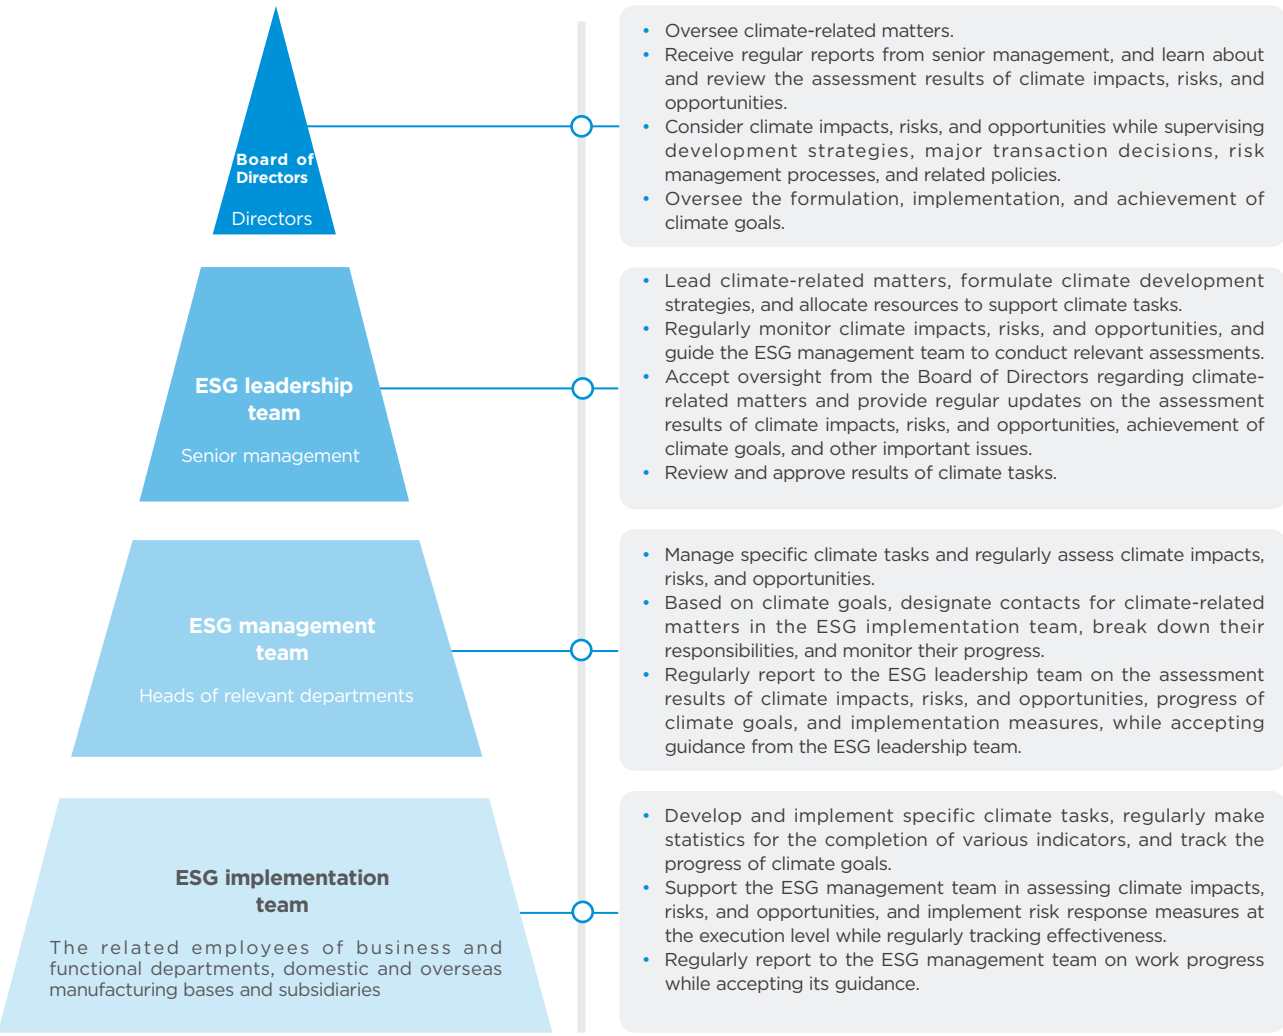 Board of
Directors
Directors
• Oversee climate-related matters.
• Receive regular reports from senior management, and learn about
and review the assessment results of climate impacts, risks, and
opportunities.
• Consider climate impacts, risks, and opportunities while supervising
development strategies, major transaction decisions, risk
management processes, and related policies.
• Oversee the formulation, implementation, and achievement of
climate goals.
ESG leadership
team
Senior management
• Lead climate-related matters, formulate climate development
strategies, and allocate resources to support climate tasks.
• Regularly monitor climate impacts, risks, and opportunities, and
guide the ESG management team to conduct relevant assessments.
• Accept oversight from the Board of Directors regarding climate-
related matters and provide regular updates on the assessment
results of climate impacts, risks, and opportunities, achievement of
climate goals, and other important issues.
• Review and approve results of climate tasks.
ESG management
team
Heads of relevant departments
• Manage specific climate tasks and regularly assess climate impacts,
risks, and opportunities.
• Based on climate goals, designate contacts for climate-related
matters in the ESG implementation team, break down their
responsibilities, and monitor their progress.
• Regularly report to the ESG leadership team on the assessment
results of climate impacts, risks, and opportunities, progress of
climate goals, and implementation measures, while accepting
guidance from the ESG leadership team.
ESG implementation
team
The related employees of business and
functional departments, domestic and overseas
manufacturing bases and subsidiaries
• Develop and implement specific climate tasks, regularly make
statistics for the completion of various indicators, and track the
progress of climate goals.
• Support the ESG management team in assessing climate impacts,
risks, and opportunities, and implement risk response measures at
the execution level while regularly tracking effectiveness.
• Regularly report to the ESG management team on work progress
while accepting its guidance.